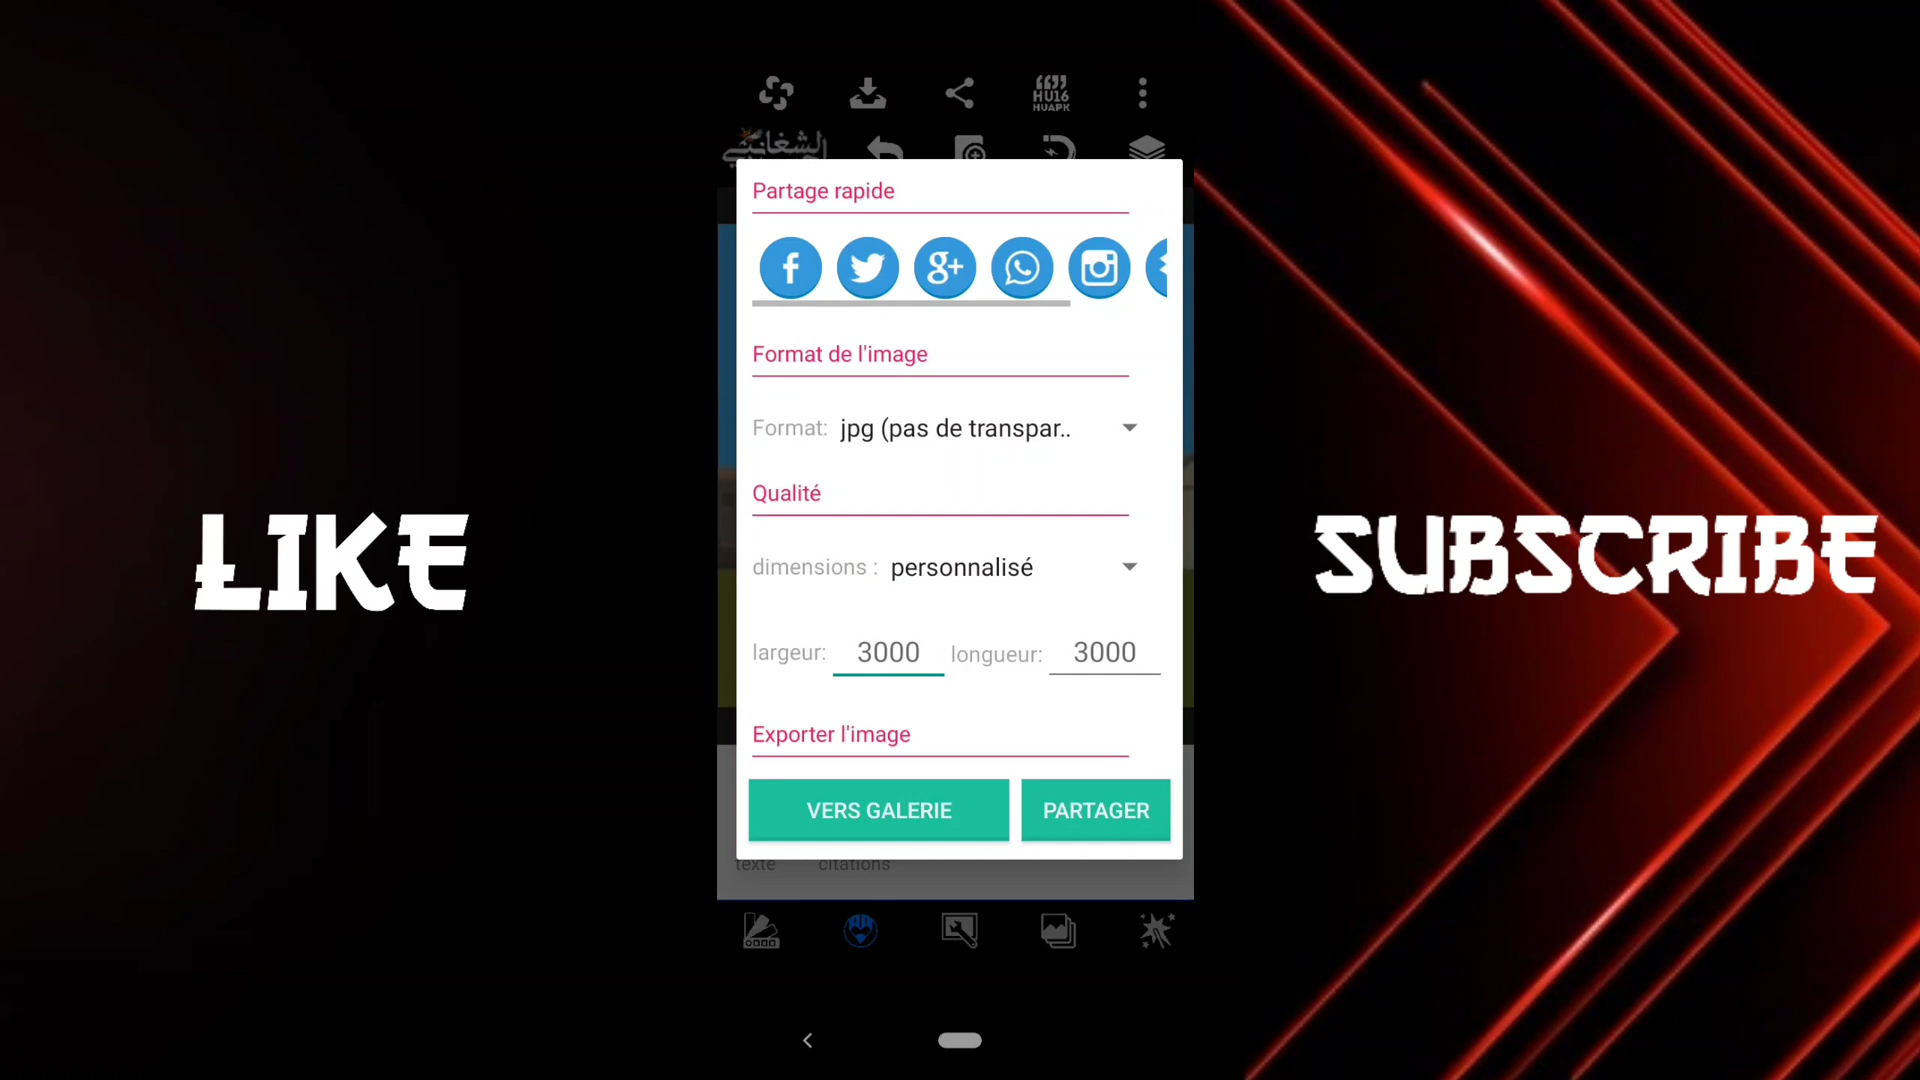 HU16
HUAPK
الشغانبي
Partage rapide
f
g+
Format de l'image
Format: jpg (pas de transpar..
Qualité
dimensions : personnalisé
largeur: 3000 longueur: 3000
Exporter l'image
VERS GALERIE PARTAGER
texte citations
LIKE
SUBSCRIBE